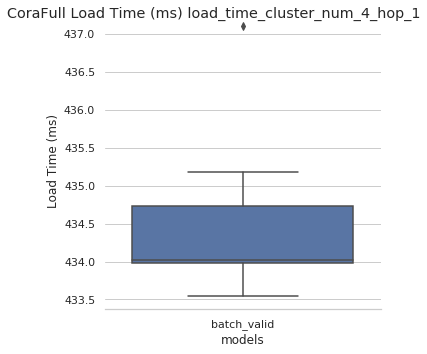 CoraFull Load Time (ms) load_time_cluster_num_4_hop_1
437.0
436.5
436.0
435.5
435.0
434.5
434.0
433.5
Load Time (ms)
batch_valid
models